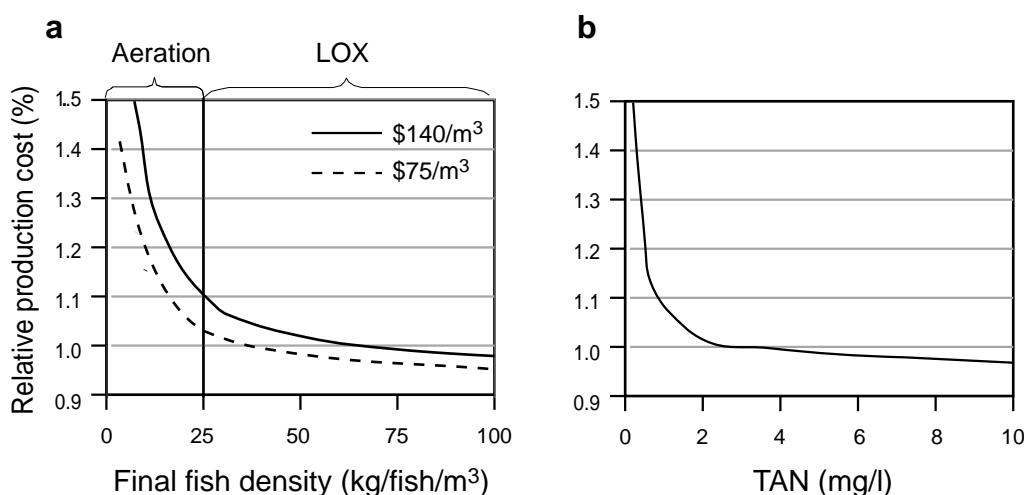 a
b
Aeration
LOX
Relative production cost (%)
1.5
1.4
1.3
1.2
1.1
1.0
0.9
$140/m³
$75/m³
0
25
50
75
100
Final fish density (kg/fish/m³)
1.5
1.4
1.3
1.2
1.1
1.0
0.9
0
2
4
6
8
10
TAN (mg/l)